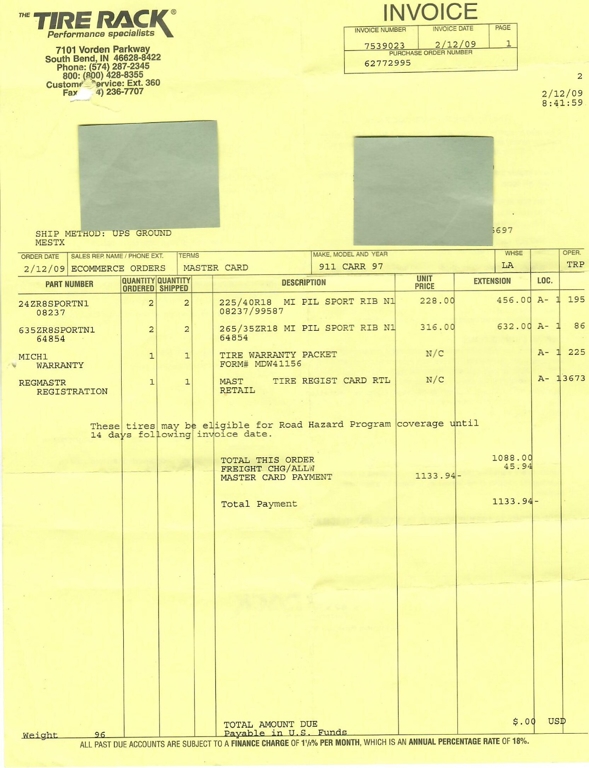 THE TIRE RACK®
Performance specialists
7101 Vorden Parkway
South Bend, IN 46628-8422
Phone: (574) 287-2345
800: (800) 428-8355
Service: Ext. 360
236-7707
INVOICE
INVOICE NUMBER INVOICE DATE PAGE
7539023 2/12/09 1
PURCHASE ORDER NUMBER
62772995
2
2/12/09
8:41:59
SHIP METHOD: UPS GROUND
MESTX
6697
ORDER DATE SALES REP. NAME / PHONE EXT. TERMS MAKE, MODEL AND YEAR WHSE OPER.
2/12/09 ECOMMERCE ORDERS MASTER CARD 911 CARR 97 LA TRP
PART NUMBER QUANTITY ORDERED QUANTITY SHIPPED DESCRIPTION UNIT PRICE EXTENSION LOC.
24ZR8SPORTN1 2 2 225/40R18 MI PIL SPORT RIB N1 228.00 456.00 A- 1 195
08237 08237/99587
635ZR8SPORTN1 2 2 265/35ZR18 MI PIL SPORT RIB N1 316.00 632.00 A- 1 86
64854 64854
MICH1 1 1 TIRE WARRANTY PACKET N/C A- 1 225
WARRANTY FORM# MDW41156
REGMASTR 1 1 MAST TIRE REGIST CARD RTL N/C A- 13673
REGISTRATION RETAIL
These tires may be eligible for Road Hazard Program coverage until
14 days following invoice date.
TOTAL THIS ORDER 1088.00
FREIGHT CHG/ALLW 45.94
MASTER CARD PAYMENT 1133.94-
Total Payment 1133.94-
TOTAL AMOUNT DUE $.00 USD
Weight 96 Payable in U.S. Funds
ALL PAST DUE ACCOUNTS ARE SUBJECT TO A FINANCE CHARGE OF 1½% PER MONTH, WHICH IS AN ANNUAL PERCENTAGE RATE OF 18%.